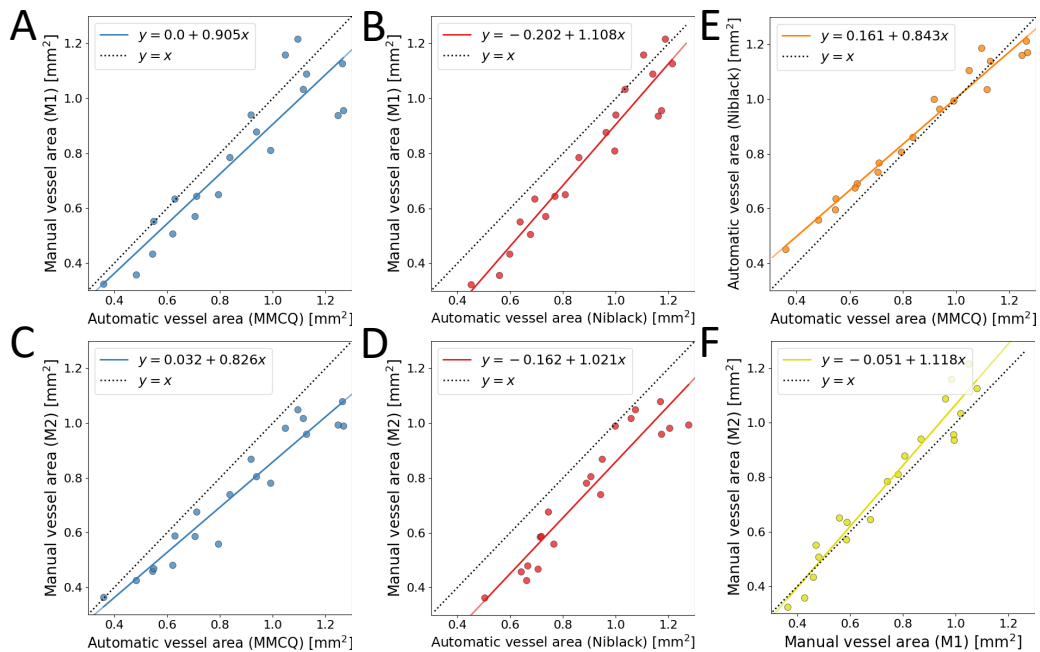 A
y = 0.0 + 0.905x
y = x
Manual vessel area (M1) [mm²]
1.2
1.0
0.8
0.6
0.4
0.4 0.6 0.8 1.0 1.2
Automatic vessel area (MMCQ) [mm²]
B
y = −0.202 + 1.108x
y = x
Manual vessel area (M1) [mm²]
1.2
1.0
0.8
0.6
0.4
0.4 0.6 0.8 1.0 1.2
Automatic vessel area (Niblack) [mm²]
E
y = 0.161 + 0.843x
y = x
Automatic vessel area (Niblack) [mm²]
1.2
1.0
0.8
0.6
0.4
0.4 0.6 0.8 1.0 1.2
Automatic vessel area (MMCQ) [mm²]
C
y = 0.032 + 0.826x
y = x
Manual vessel area (M2) [mm²]
1.2
1.0
0.8
0.6
0.4
0.4 0.6 0.8 1.0 1.2
Automatic vessel area (MMCQ) [mm²]
D
y = −0.162 + 1.021x
y = x
Manual vessel area (M2) [mm²]
1.2
1.0
0.8
0.6
0.4
0.4 0.6 0.8 1.0 1.2
Automatic vessel area (Niblack) [mm²]
F
y = −0.051 + 1.118x
y = x
Manual vessel area (M2) [mm²]
1.2
1.0
0.8
0.6
0.4
0.4 0.6 0.8 1.0 1.2
Manual vessel area (M1) [mm²]